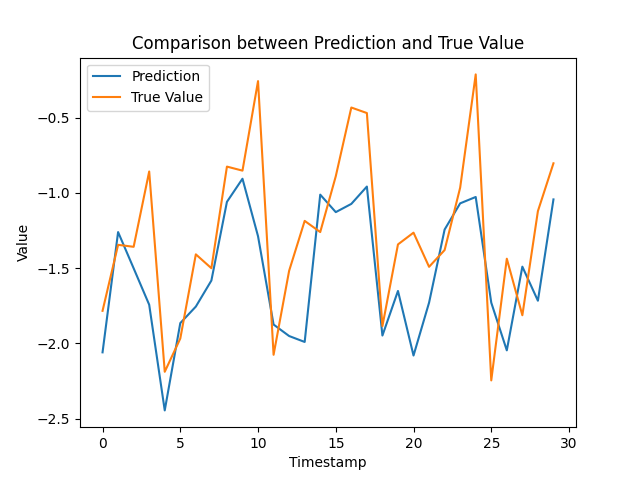 Comparison between Prediction and True Value
Prediction
True Value
Value
−0.5
−1.0
−1.5
−2.0
−2.5
0 5 10 15 20 25 30
Timestamp